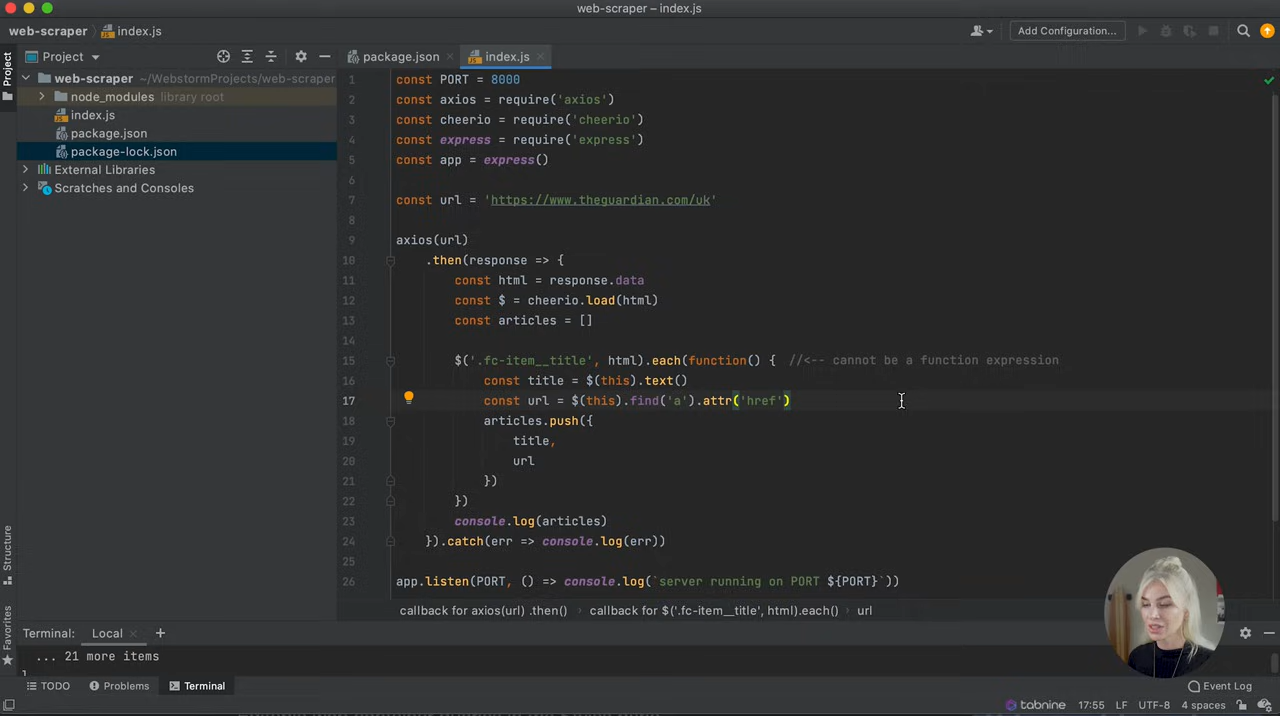 web-scraper – index.js
web-scraper
index.js
Add Configuration...
Project
Project
package.json
index.js
web-scraper ~/WebstormProjects/web-scraper
node_modules library root
index.js
package.json
package-lock.json
External Libraries
Scratches and Consoles
1 const PORT = 8000
2 const axios = require('axios')
3 const cheerio = require('cheerio')
4 const express = require('express')
5 const app = express()
6
7 const url = 'https://www.theguardian.com/uk'
8
9 axios(url)
10 .then(response => {
11 const html = response.data
12 const $ = cheerio.load(html)
13 const articles = []
14
15 $('.fc-item__title', html).each(function() { //<-- cannot be a function expression
16 const title = $(this).text()
17 const url = $(this).find('a').attr('href')
18 articles.push({
19 title,
20 url
21 })
22 })
23 console.log(articles)
24 }).catch(err => console.log(err))
25
26 app.listen(PORT, () => console.log(`server running on PORT ${PORT}`))
callback for axios(url) .then() › callback for $('.fc-item__title', html).each() › url
Structure
Favorites
Terminal: Local
... 21 more items
TODO Problems Terminal Event Log
tabnine 17:55 LF UTF-8 4 spaces